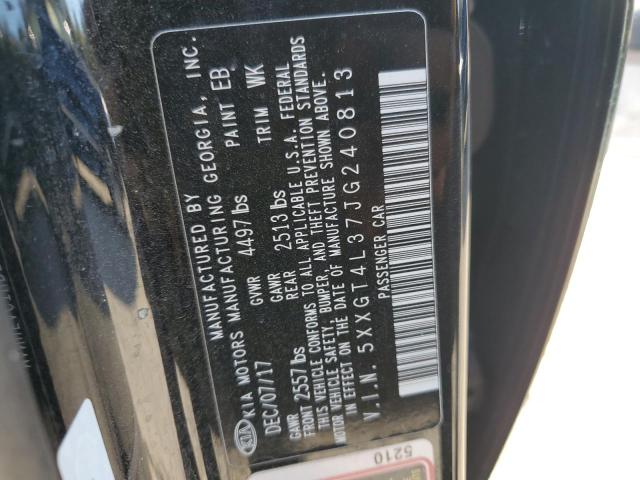 KIA
MANUFACTURED BY
KIA MOTORS MANUFACTURING GEORGIA, INC.
DEC/07/17 GVWR 4497 lbs PAINT EB
GAWR FRONT 2557 lbs GAWR REAR 2513 lbs TRIM WK
THIS VEHICLE CONFORMS TO ALL APPLICABLE U.S.A. FEDERAL
MOTOR VEHICLE SAFETY, BUMPER, AND THEFT PREVENTION STANDARDS
IN EFFECT ON THE DATE OF MANUFACTURE SHOWN ABOVE.
V.I.N. 5XXGT4L37JG240813
PASSENGER CAR
5210